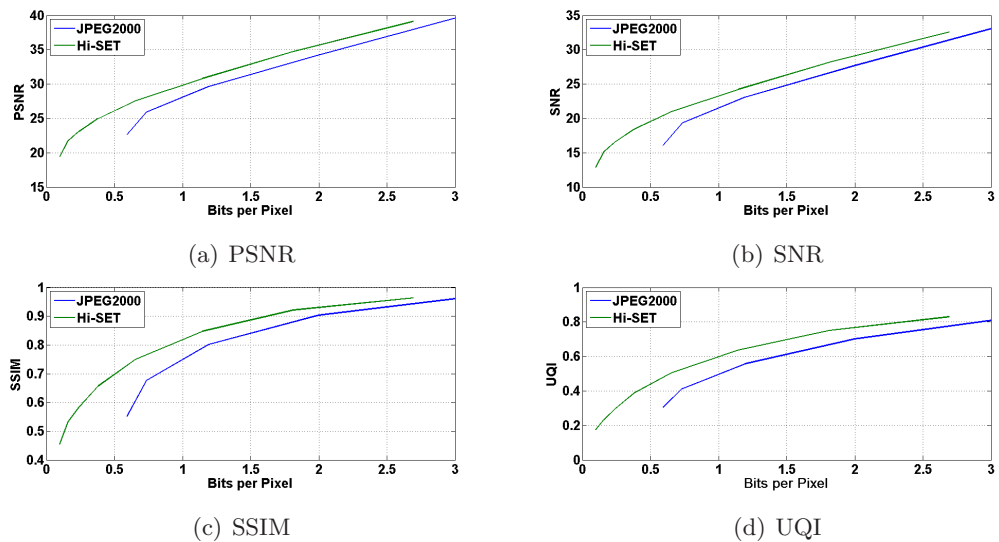 40
35
30
25
20
15
PSNR
JPEG2000
Hi-SET
0 0.5 1 1.5 2 2.5 3
Bits per Pixel
(a) PSNR
35
30
25
20
15
10
SNR
JPEG2000
Hi-SET
0 0.5 1 1.5 2 2.5 3
Bits per Pixel
(b) SNR
1
0.9
0.8
0.7
0.6
0.5
0.4
SSIM
JPEG2000
Hi-SET
0 0.5 1 1.5 2 2.5 3
Bits per Pixel
(c) SSIM
1
0.8
0.6
0.4
0.2
0
UQI
JPEG2000
Hi-SET
0 0.5 1 1.5 2 2.5 3
Bits per Pixel
(d) UQI